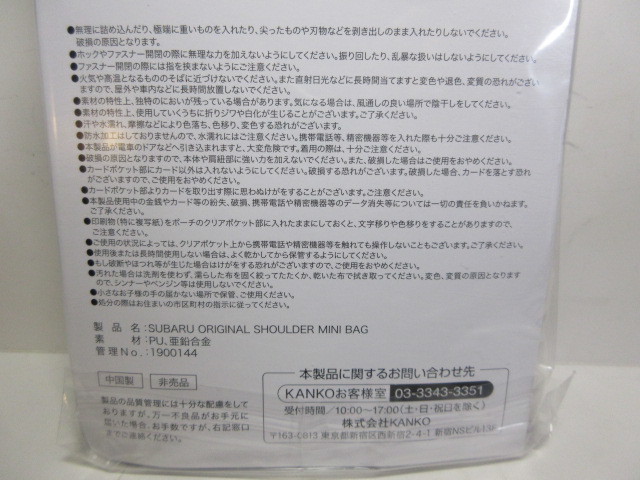 ●無理に詰め込んだり、極端に重いものを入れたり、尖ったものや刃物などを剥き出しのまま入れたりしないでください。
破損の原因となります。
●ホックやファスナー開閉の際に無理な力を加えないようにしてください。振り回したり、乱暴な扱いはしないようにしてください。
●ファスナー開閉の際には指を挟まないようにご注意ください。
●火気や高温となるもののそばに近づけないでください。また直射日光などに長時間当てますと変色や退色、変質の恐れがござい
ますので、屋外や車内などに長時間放置しないでください。
●素材の特性上、独特のにおいが残っている場合があります。気になる場合は、風通しの良い場所で陰干しをしてください。
●素材の特性上、使用していくうちに折りジワや白化が生じることがございます。ご了承ください。
●汗や水濡れ、摩擦などにより色落ち、色移り、変色する恐れがございます。
●防水加工はしておりませんので、水濡れにはご注意ください。携帯電話等、精密機器等を入れた際も十分ご注意ください。
●本製品が電車のドアなどへ引き込まれますと、大変危険です。着用の際は、十分ご注意ください。
●破損の原因となりますので、本体や肩紐部に強い力を加えないでください。また、破損した場合はご使用をおやめください。
●カードポケット部にカード以外は入れないようにしてください。破損する恐れがございます。破損した場合、カードを落とす恐れ
がございますので、ご使用をおやめください。
●カードポケット部よりカードを取り出す際に思わぬけがをすることがございます。ご注意ください。
●本製品使用中の金銭やカード等の紛失、破損、携帯電話や精密機器等のデータ消失等については一切の責任を負いかねます。
ご了承ください。
●印刷物(特に複写紙)をポーチのクリアポケット部に入れたままにしておくと、文字移りや色移りをすることがありますので、
ご注意ください。
●ご使用の状況によっては、クリアポケット上から携帯電話や精密機器等を触れても操作しないこともございます。ご了承ください。
●使用後または長時間使用しない場合は、よく乾かしてから保管するようにしてください。
●もし破断やほつれ等が生じた場合はけがをする恐れがございますので、ご使用をおやめください。
●汚れた場合は洗剤を使わず、濡らした布を固く絞ってたたくか、乾いた布で拭き取ってください。変色、変質の原因となります
ので、シンナーやベンジン等は使用しないでください。
●小さなお子様の手の届かない場所で保管、ご使用ください。
●処分の際はお住まいの市区町村の指示に従ってください。
製 品 名:SUBARU ORIGINAL SHOULDER MINI BAG
素 材:PU、亜鉛合金
管理No.:1900144
中国製 非売品
製品の品質管理には十分な配慮をして
おりますが、万一不良品がお手元に
届いた場合、お手数ですが、右記窓口
までご連絡ください。
本製品に関するお問い合わせ先
KANKOお客様室 03-3343-3351
受付時間/10:00~17:00(土・日・祝日を除く)
株式会社KANKO
〒163-0813 東京都新宿区西新宿2-4-1 新宿NSビル13F